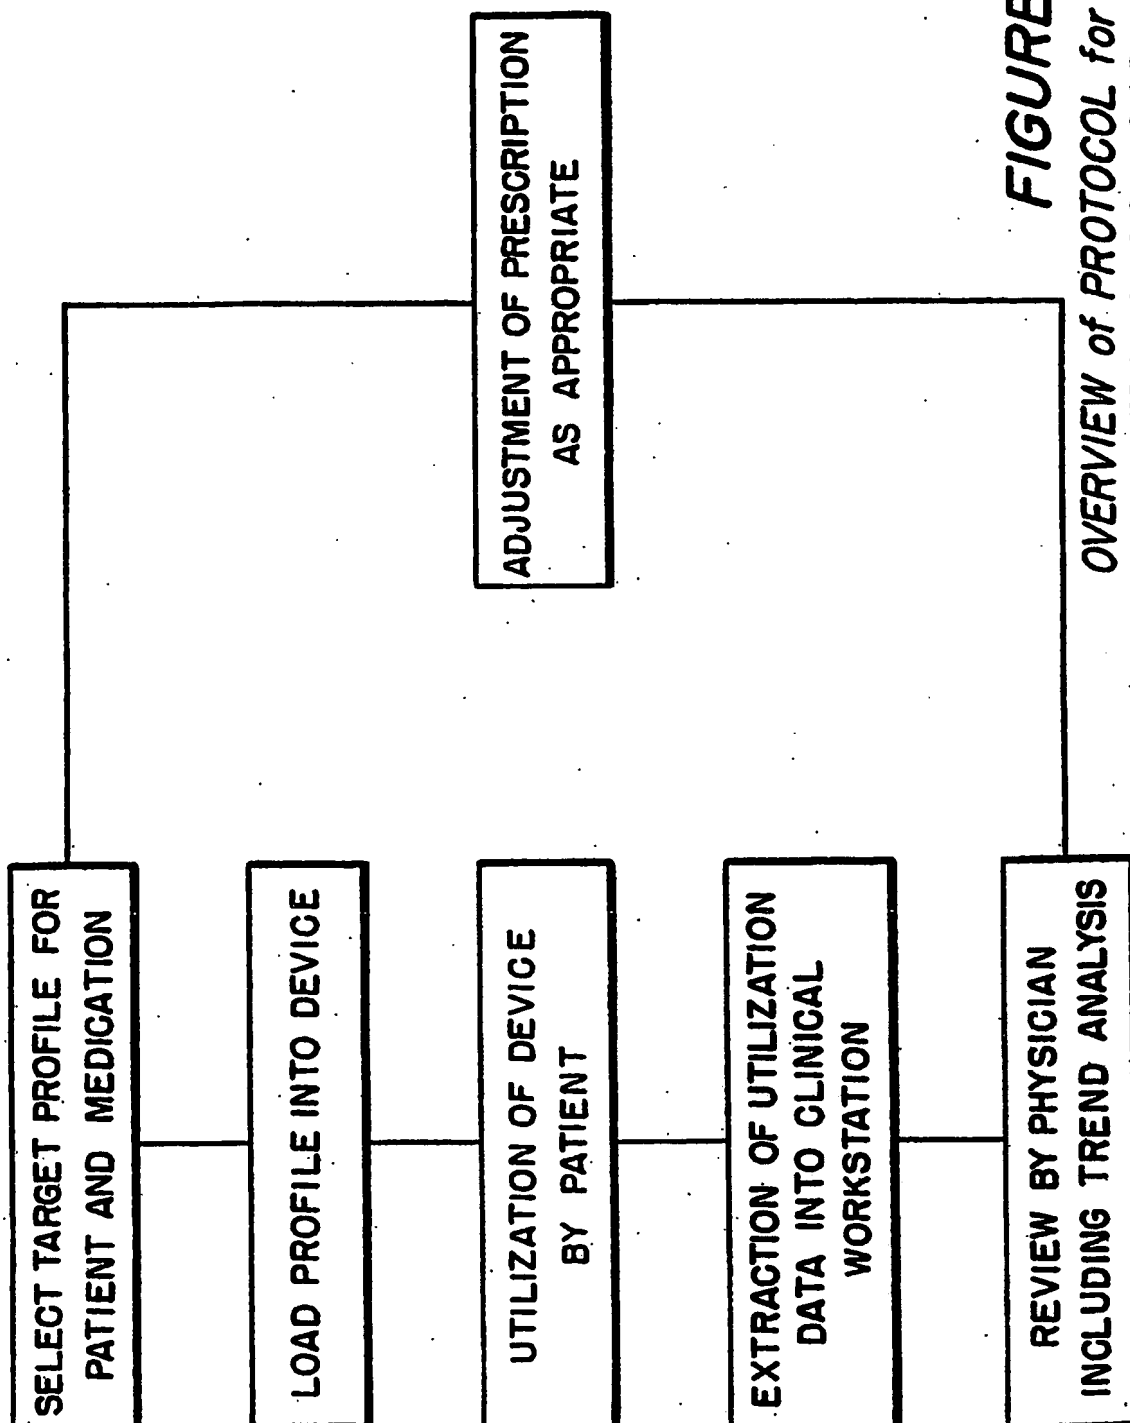 SELECT TARGET PROFILE FOR
PATIENT AND MEDICATION
LOAD PROFILE INTO DEVICE
UTILIZATION OF DEVICE
BY PATIENT
EXTRACTION OF UTILIZATION
DATA INTO CLINICAL
WORKSTATION
REVIEW BY PHYSICIAN
INCLUDING TREND ANALYSIS
ADJUSTMENT OF PRESCRIPTION
AS APPROPRIATE
FIGURE
OVERVIEW of PROTOCOL for